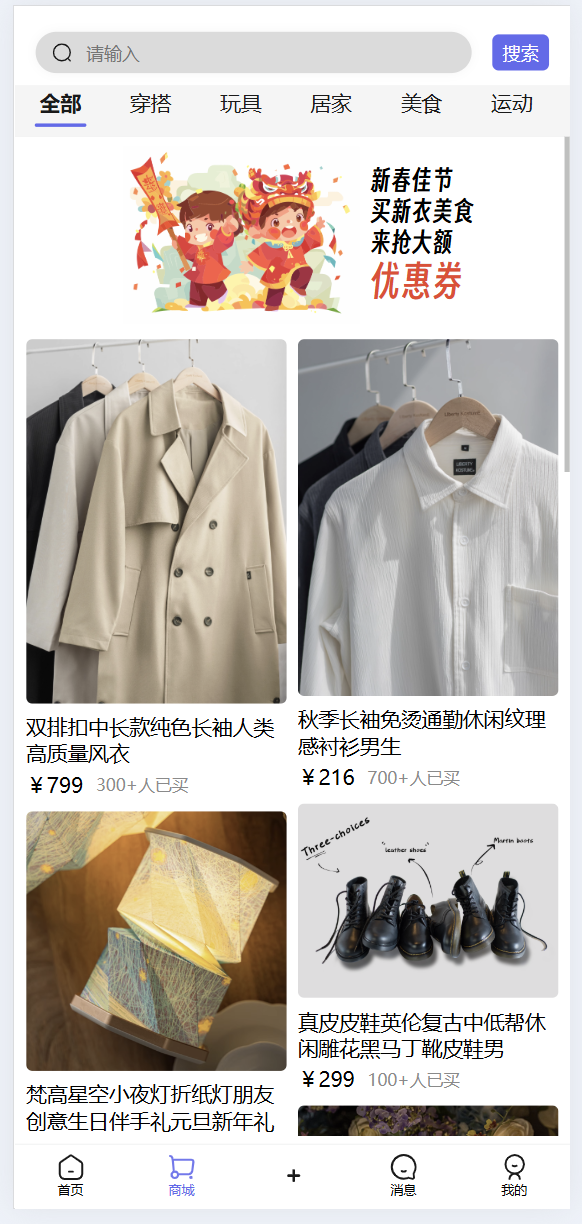 请输入
搜索
全部 穿搭 玩具 居家 美食 运动
新春佳节
买新衣美食
来抢大额
优惠券
双排扣中长款纯色长袖人类
高质量风衣
￥799 300+人已买
秋季长袖免烫通勤休闲纹理
感衬衫男生
￥216 700+人已买
Three-choices
"leather shoes"
Martin boots
真皮皮鞋英伦复古中低帮休
闲雕花黑马丁靴皮鞋男
￥299 100+人已买
梵高星空小夜灯折纸灯朋友
创意生日伴手礼元旦新年礼
首页 商城 + 消息 我的